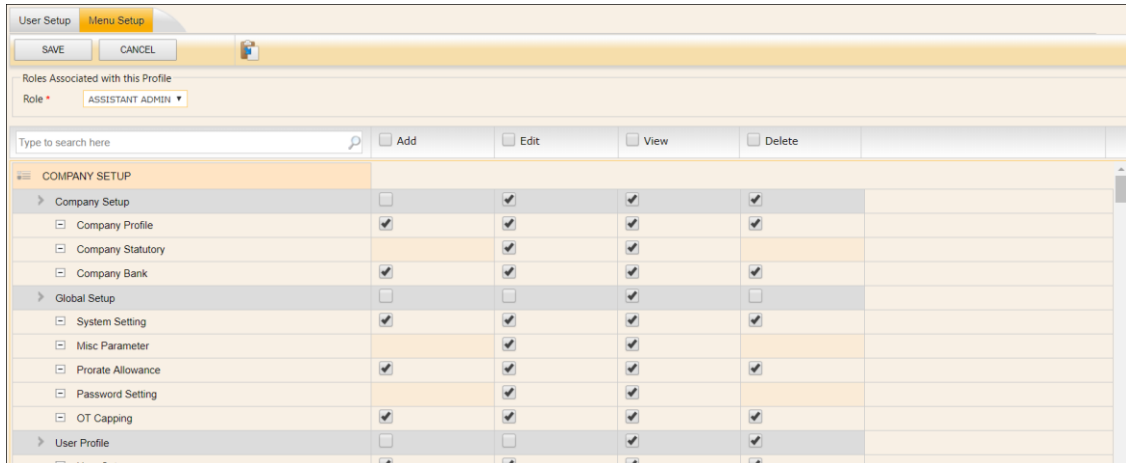 User Setup Menu Setup
SAVE CANCEL
Roles Associated with this Profile
Role * ASSISTANT ADMIN
Type to search here Add Edit View Delete
COMPANY SETUP
Company Setup
Company Profile
Company Statutory
Company Bank
Global Setup
System Setting
Misc Parameter
Prorate Allowance
Password Setting
OT Capping
User Profile